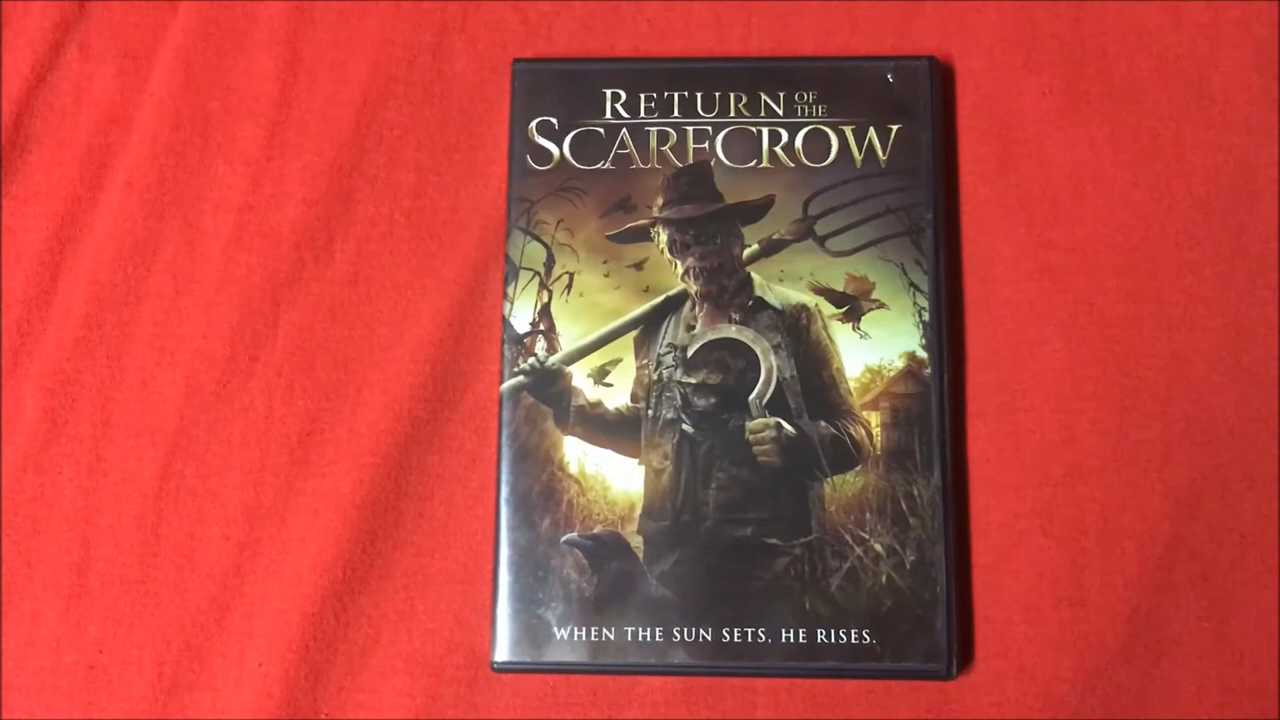 RETURN OF THE
SCARECROW
WHEN THE SUN SETS, HE RISES.